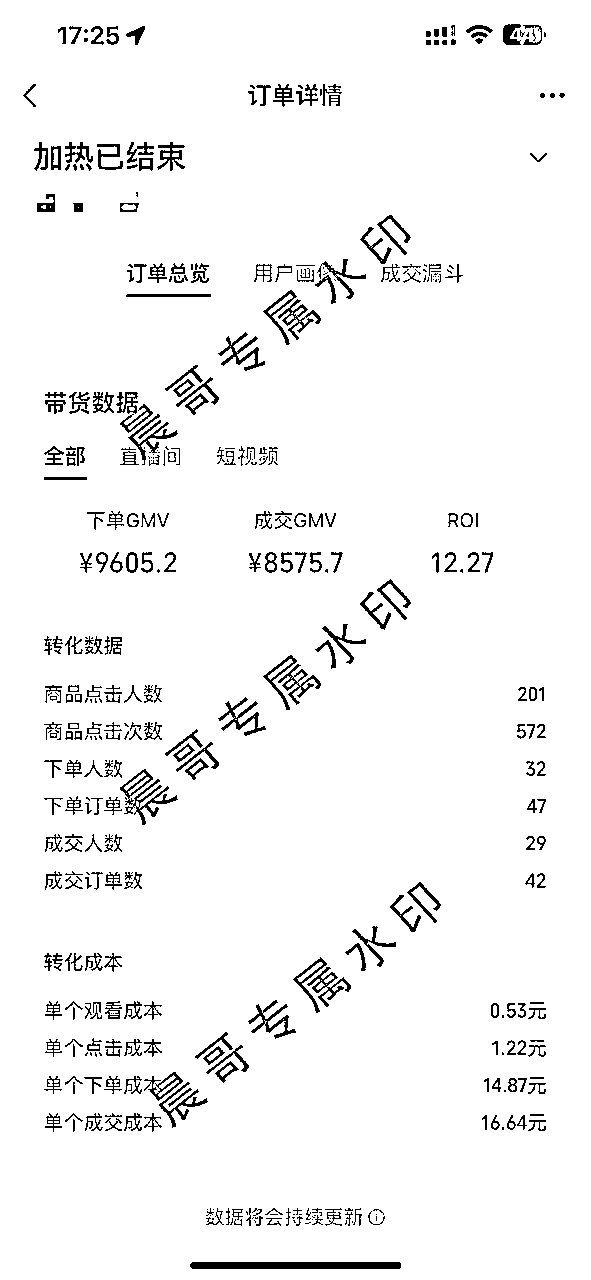 17:25
订单详情
加热已结束
订单总览 用户画像 成交漏斗
带货数据
全部 直播间 短视频
下单GMV 成交GMV ROI
¥9605.2 ¥8575.7 12.27
转化数据
商品点击人数 201
商品点击次数 572
下单人数 32
下单订单数 47
成交人数 29
成交订单数 42
转化成本
单个观看成本 0.53元
单个点击成本 1.22元
单个下单成本 14.87元
单个成交成本 16.64元
数据将会持续更新
晨哥专属水印
晨哥专属水印
晨哥专属水印